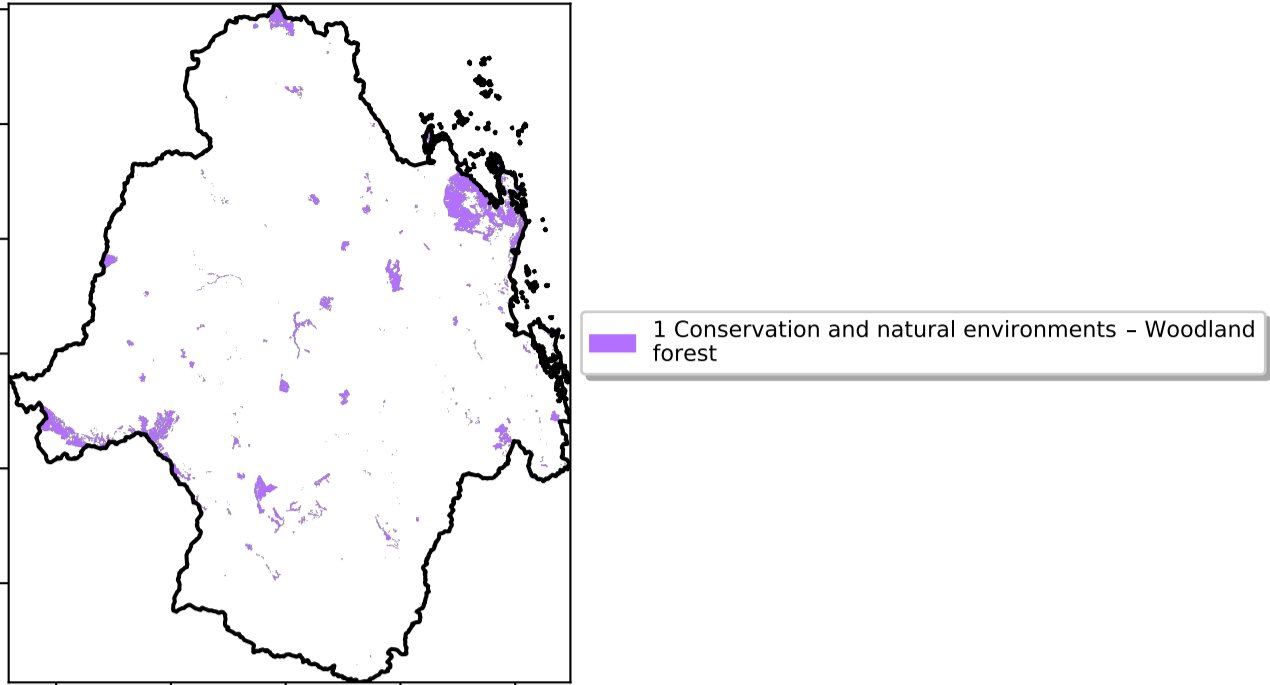 1 Conservation and natural environments – Woodland
forest